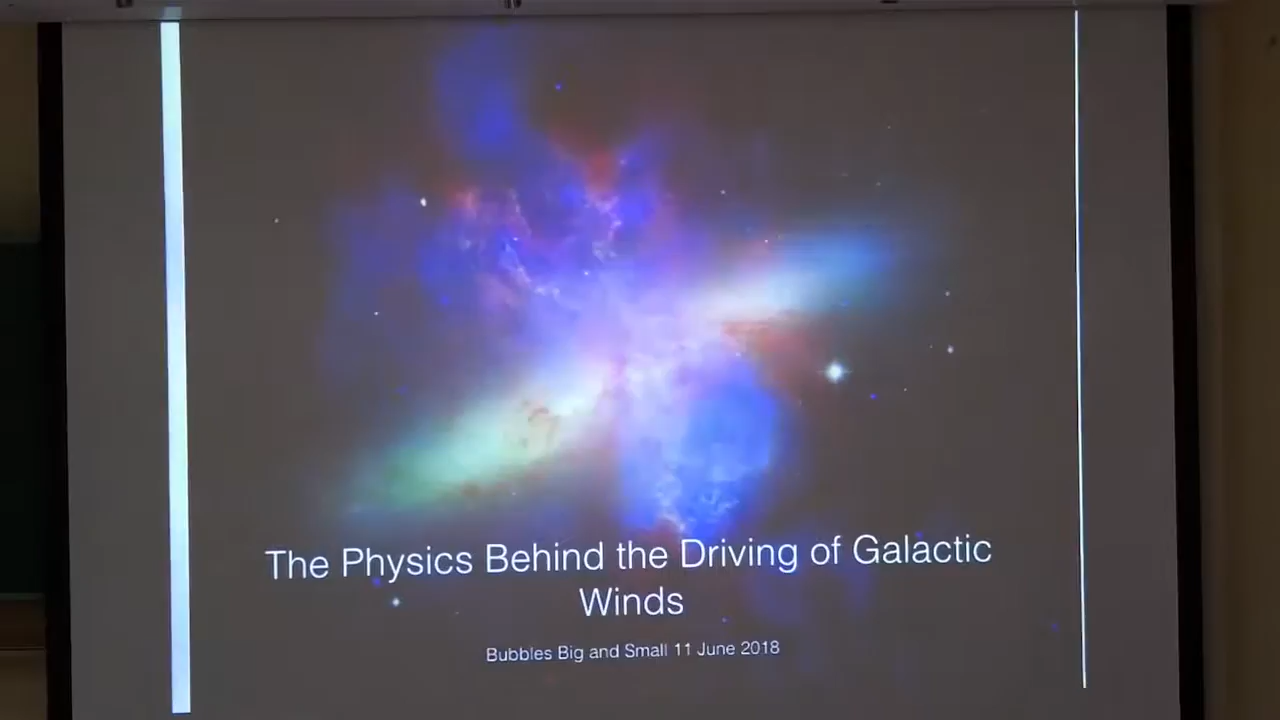 The Physics Behind the Driving of Galactic
Winds
Bubbles Big and Small 11 June 2018